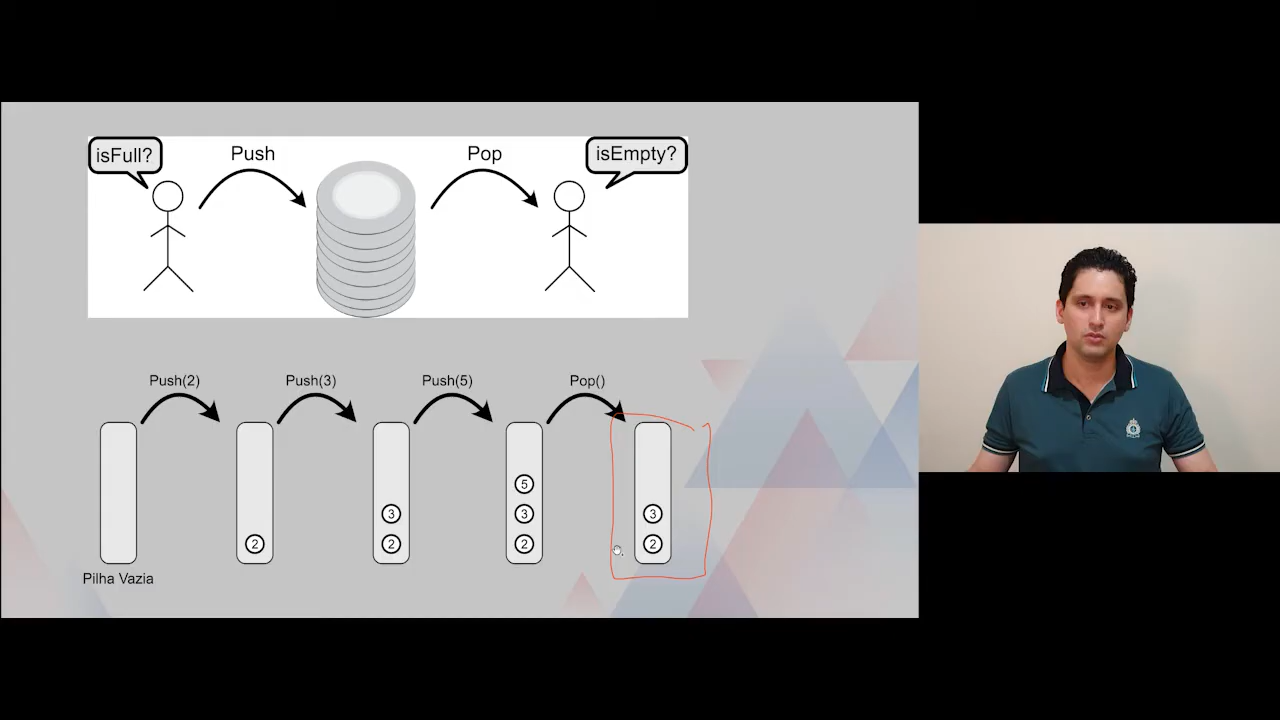 isFull?
Push
Pop
isEmpty?
Push(2)
Push(3)
Push(5)
Pop()
5
3
3
3
2
2
2
2
Pilha Vazia